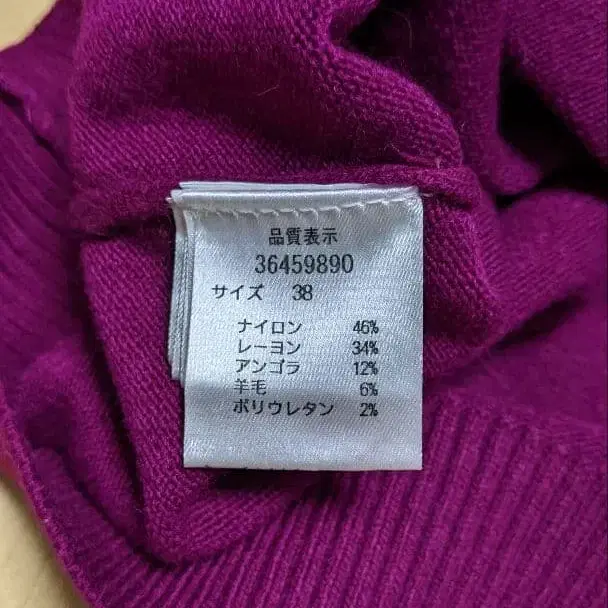 品質表示
36459890
サイズ 38
ナイロン 46%
レーヨン 34%
アンゴラ 12%
羊毛 6%
ポリウレタン 2%